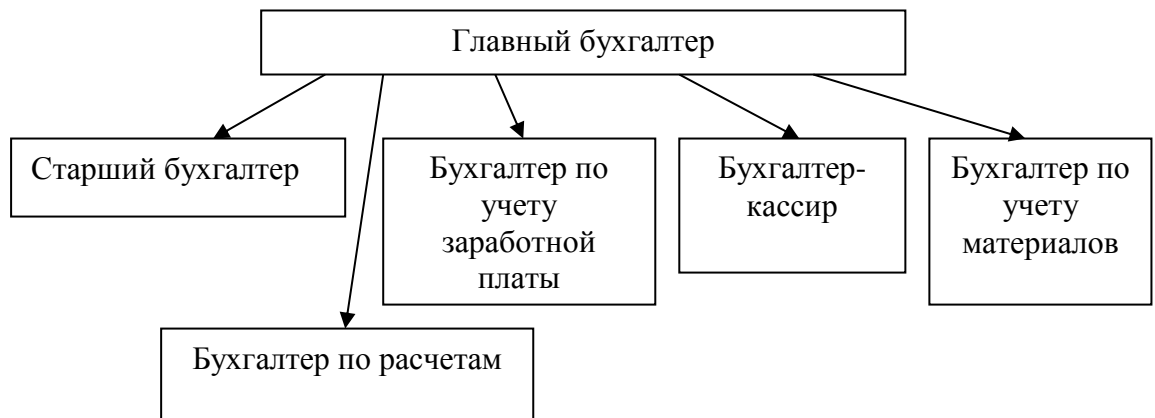 Главный бухгалтер
Старший бухгалтер
Бухгалтер по
учету
заработной
платы
Бухгалтер-
кассир
Бухгалтер по
учету
материалов
Бухгалтер по расчетам